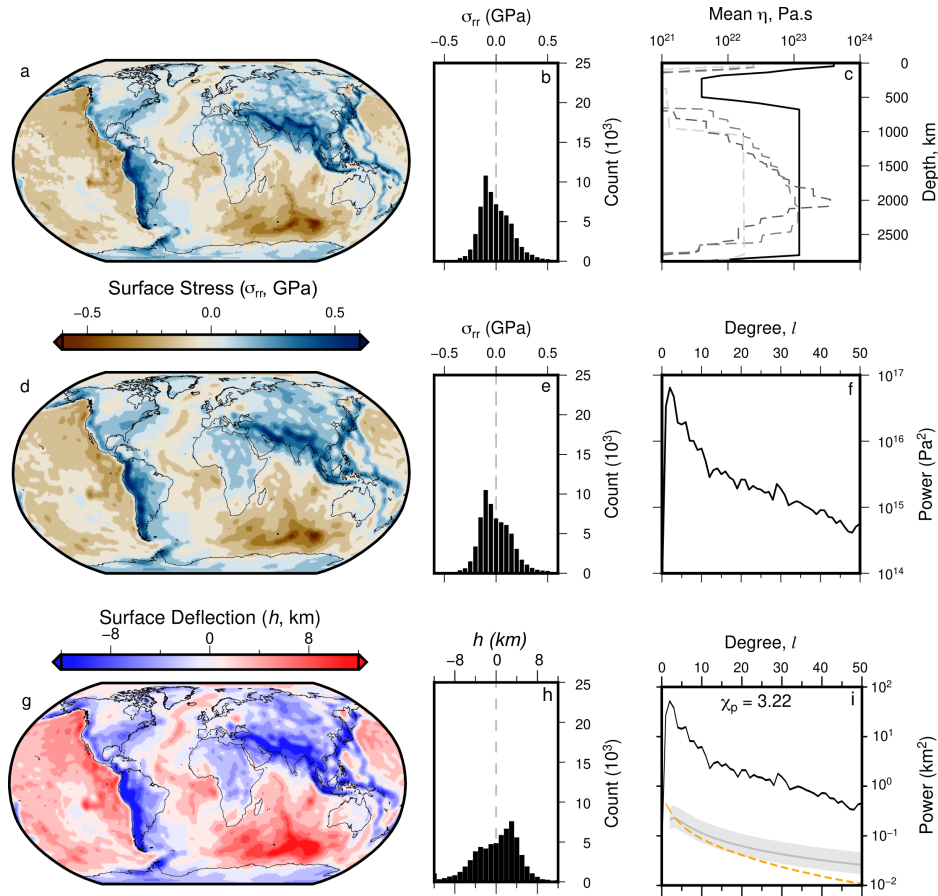 σrr (GPa)
−0.5 0.0 0.5
Mean η, Pa.s
10²¹ 10²² 10²³ 10²⁴
a
b
c
0
5
10
15
20
25
Count (10³)
0
500
1000
1500
2000
2500
Depth, km
Surface Stress (σrr, GPa)
−0.5 0.0 0.5
σrr (GPa)
−0.5 0.0 0.5
Degree, l
0 10 20 30 40 50
d
e
f
0
5
10
15
20
25
Count (10³)
10¹⁷
10¹⁶
10¹⁵
10¹⁴
Power (Pa²)
Surface Deflection (h, km)
−8 0 8
h (km)
−8 0 8
Degree, l
0 10 20 30 40 50
g
h
i
χp = 3.22
0
5
10
15
20
25
Count (10³)
10²
10¹
10⁰
10⁻¹
10⁻²
Power (km²)